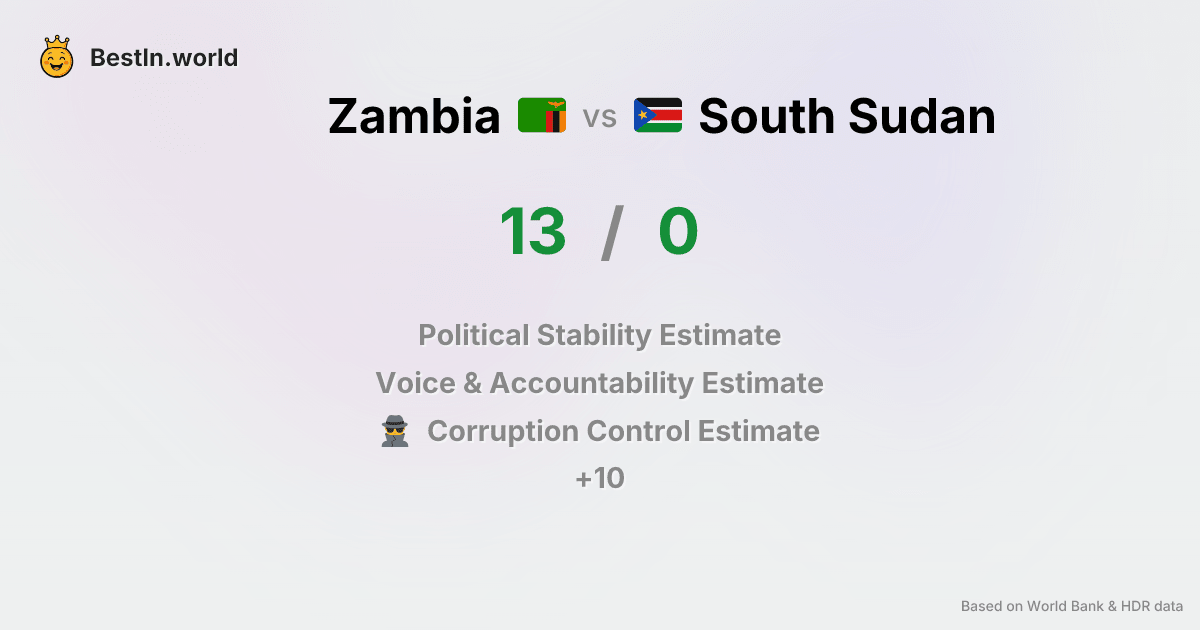 BestIn.world
Zambia vs South Sudan
13 / 0
Political Stability Estimate
Voice & Accountability Estimate
Corruption Control Estimate
+10
Based on World Bank & HDR data